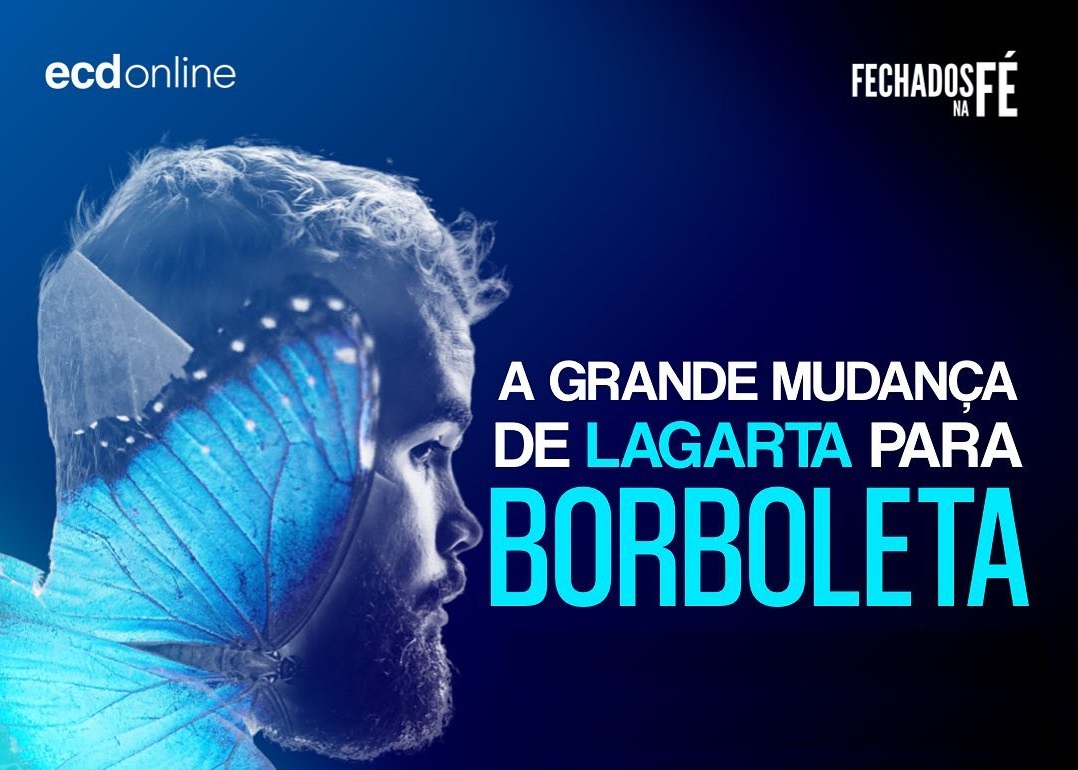 ecdonline
FECHADOS
NA FÉ
A GRANDE MUDANÇA
DE LAGARTA PARA
BORBOLETA